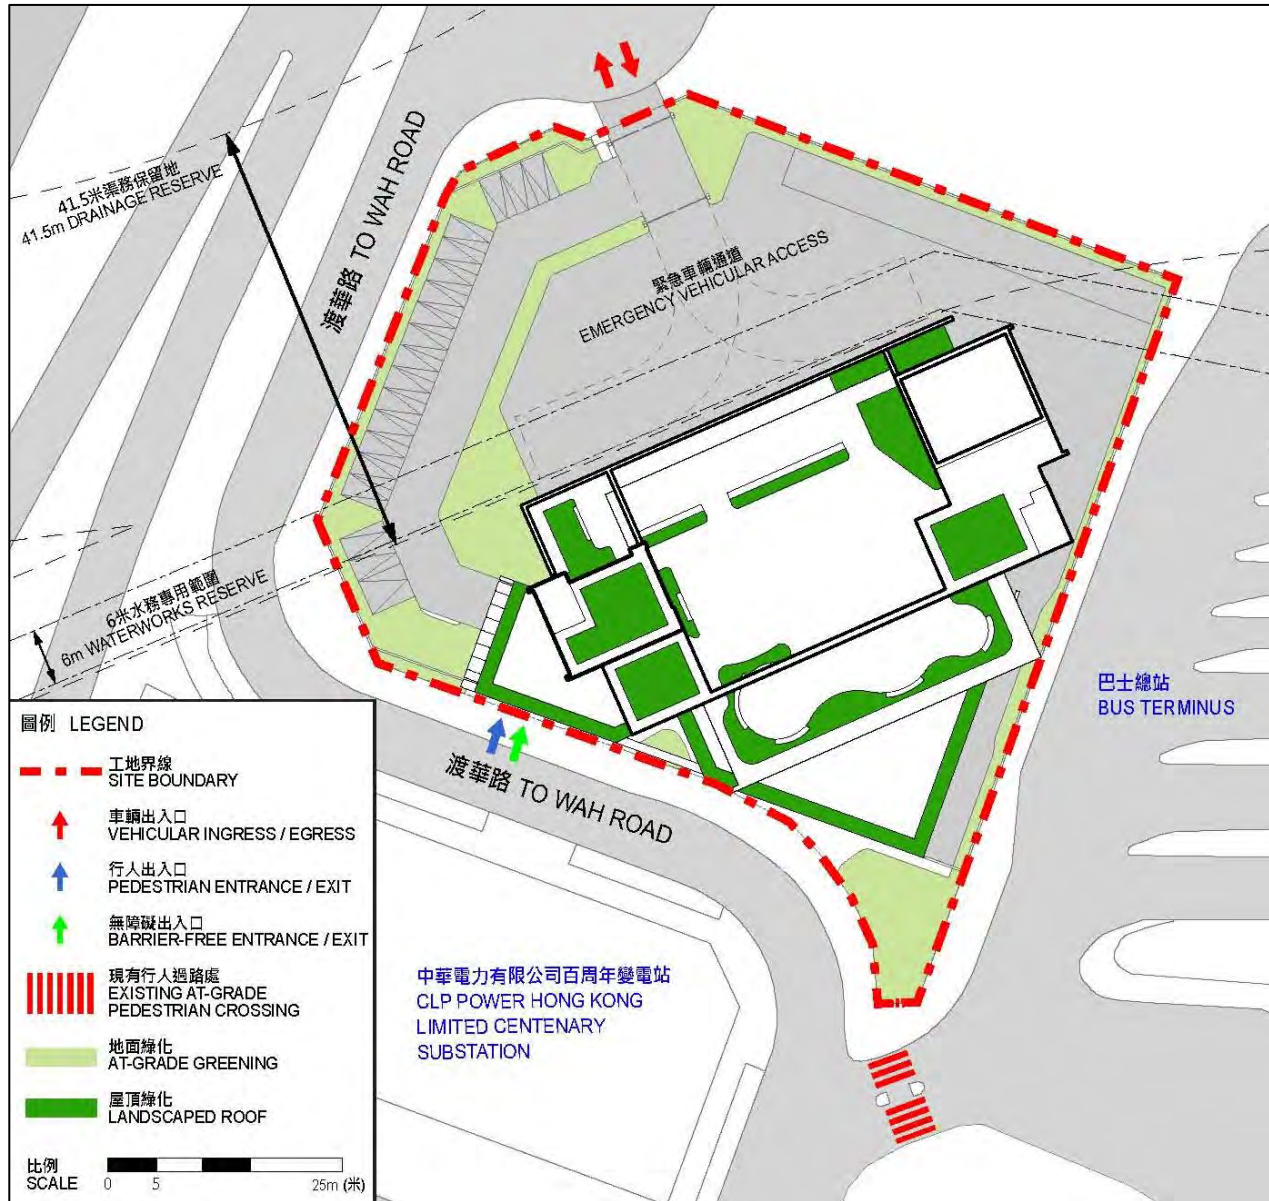 41.5米渠務保留地
41.5m DRAINAGE RESERVE
渡華路 TO WAH ROAD
緊急車輛通道
EMERGENCY VEHICULAR ACCESS
6米水務專用範圍
6m WATERWORKS RESERVE
巴士總站
BUS TERMINUS
渡華路 TO WAH ROAD
中華電力有限公司百周年變電站
CLP POWER HONG KONG
LIMITED CENTENARY
SUBSTATION
圖例 LEGEND
工地界線
SITE BOUNDARY
車輛出入口
VEHICULAR INGRESS / EGRESS
行人出入口
PEDESTRIAN ENTRANCE / EXIT
無障礙出入口
BARRIER-FREE ENTRANCE / EXIT
現有行人過路處
EXISTING AT-GRADE
PEDESTRIAN CROSSING
地面綠化
AT-GRADE GREENING
屋頂綠化
LANDSCAPED ROOF
比例
SCALE
0 5 25m (米)